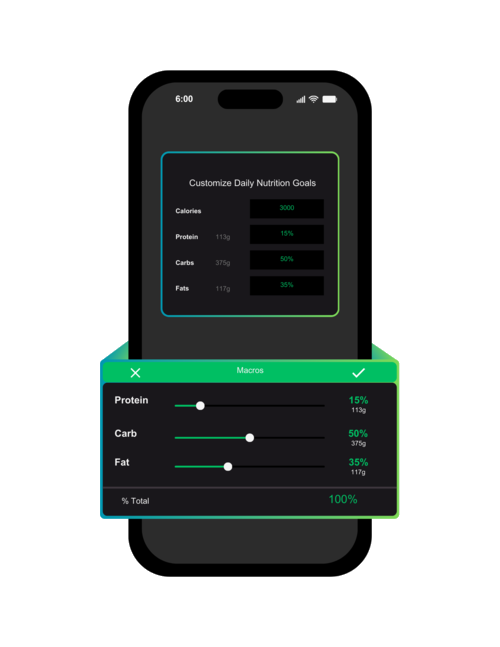 6:00
Customize Daily Nutrition Goals
Calories 3000
Protein 113g 15%
Carbs 375g 50%
Fats 117g 35%
Macros
Protein 15%
113g
Carb 50%
375g
Fat 35%
117g
% Total 100%